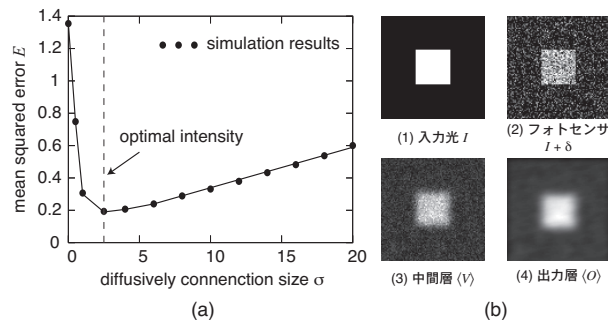 1.4
1.2
1
0.8
0.6
0.4
0.2
0
mean squared error E
simulation results
optimal intensity
0 5 10 15 20
diffusively connenction size σ
(a)
(1) 入力光 I
(2) フォトセンサ
I + δ
(3) 中間層 ⟨V⟩
(4) 出力層 ⟨O⟩
(b)